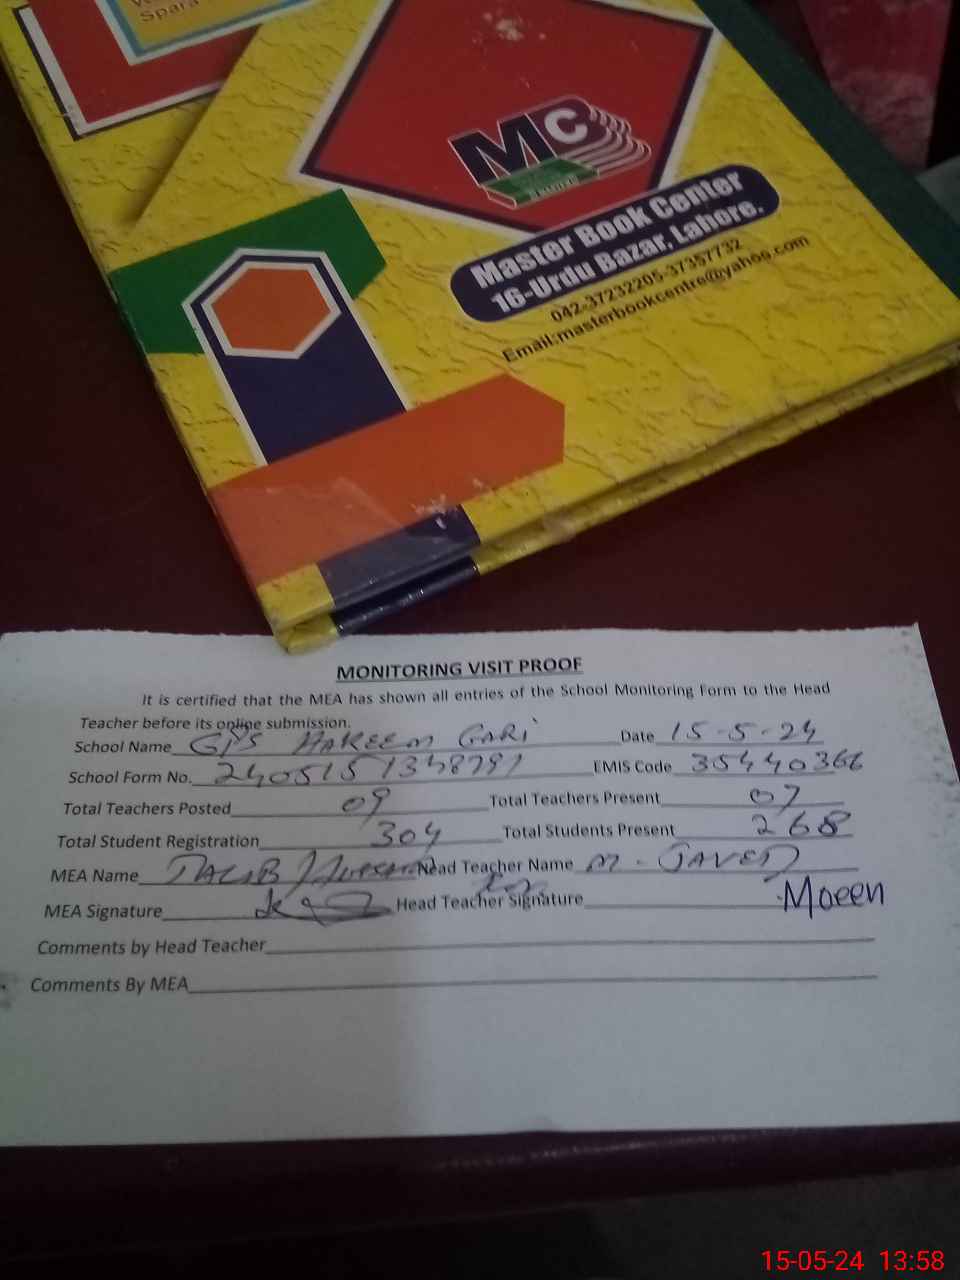 Spara
MC
Master Book Center
16-Urdu Bazar, Lahore.
042-37232205-37357732
Email:masterbookcentre@yahoo.com
MONITORING VISIT PROOF
It is certified that the MEA has shown all entries of the School Monitoring Form to the Head
Teacher before its online submission.
School Name GPS HAKEEM GARI Date 15-5-24
School Form No. 2405151348791 EMIS Code 35440366
Total Teachers Posted 09 Total Teachers Present 07
Total Student Registration 304 Total Students Present 268
MEA Name TALIB Head Teacher Name M. JAVED
MEA Signature Head Teacher Signature Moeen
Comments by Head Teacher
Comments By MEA
15-05-24 13:58